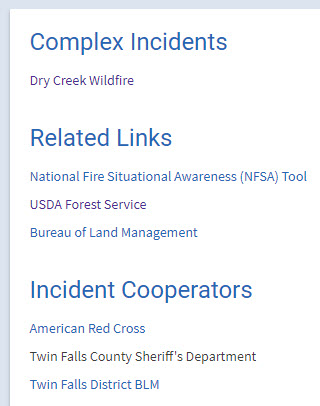 Complex Incidents
Dry Creek Wildfire
Related Links
National Fire Situational Awareness (NFSA) Tool
USDA Forest Service
Bureau of Land Management
Incident Cooperators
American Red Cross
Twin Falls County Sheriff's Department
Twin Falls District BLM